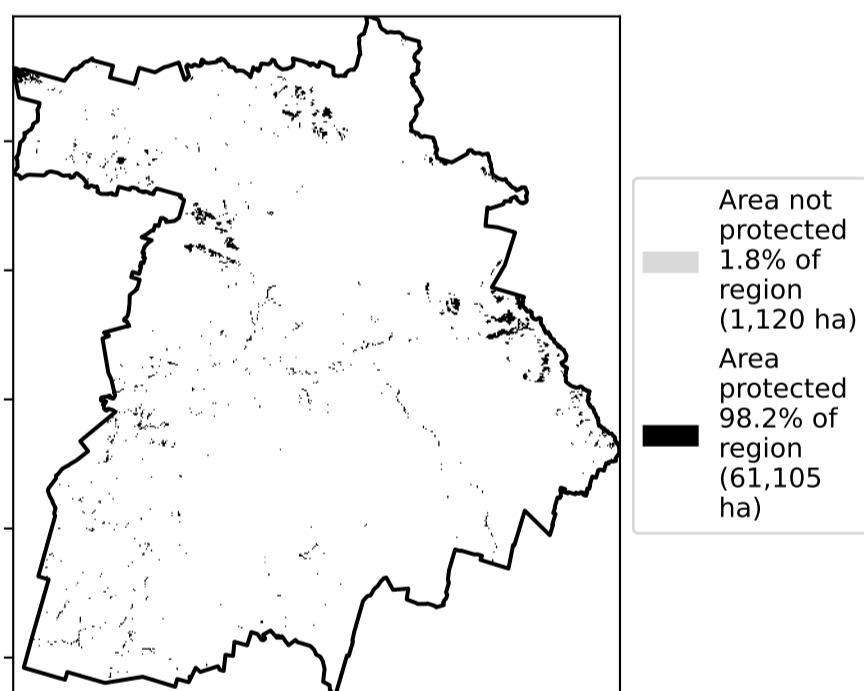 Area not
protected
1.8% of
region
(1,120 ha)
Area
protected
98.2% of
region
(61,105
ha)